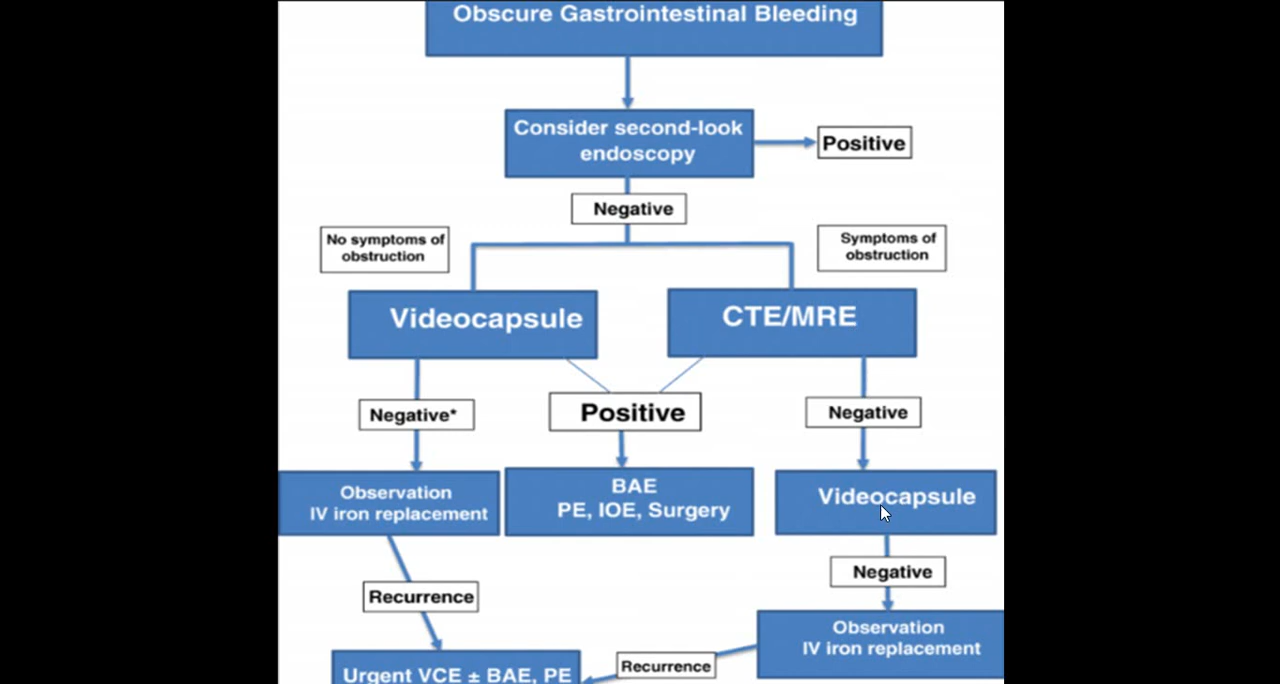 Obscure Gastrointestinal Bleeding
Consider second-look
endoscopy
Positive
Negative
No symptoms of
obstruction
Symptoms of
obstruction
Videocapsule
CTE/MRE
Negative*
Positive
Negative
Observation
IV iron replacement
BAE
PE, IOE, Surgery
Videocapsule
Negative
Recurrence
Observation
IV iron replacement
Recurrence
Urgent VCE ± BAE, PE